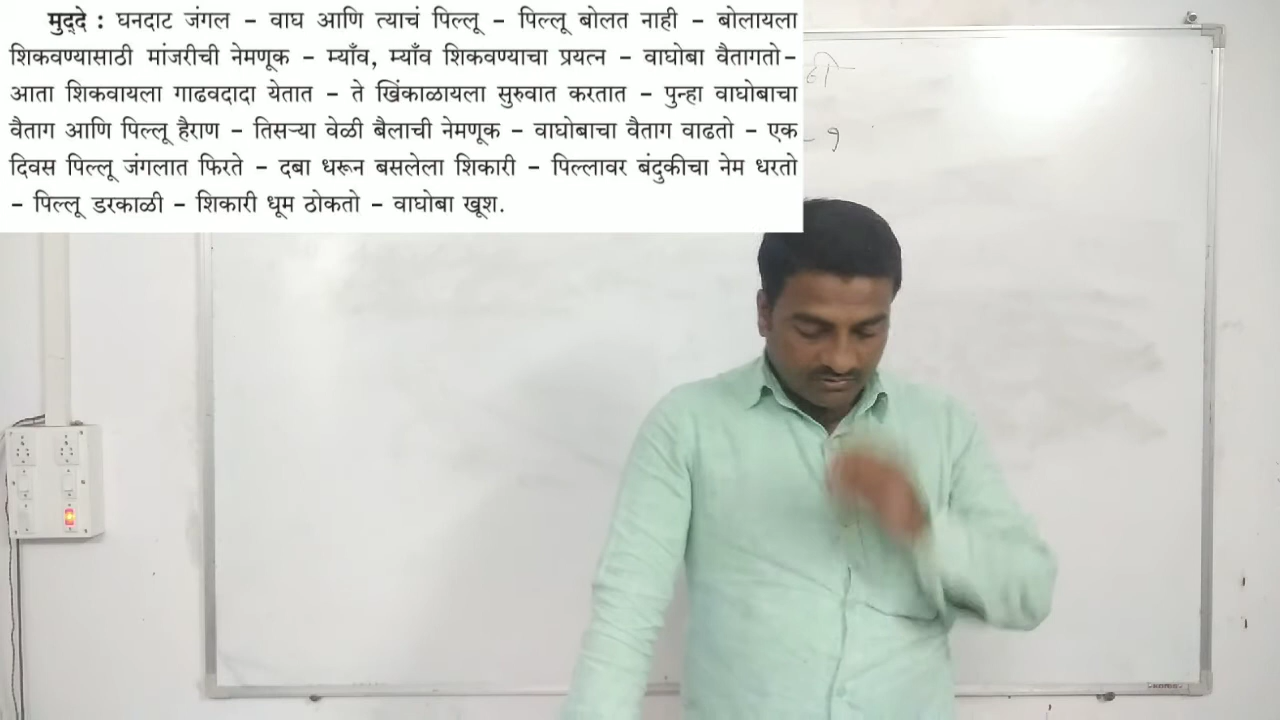 मुद्दे : घनदाट जंगल – वाघ आणि त्याचं पिल्लू – पिल्लू बोलत नाही – बोलायला
शिकवण्यासाठी मांजरीची नेमणूक – म्याँव, म्याँव शिकवण्याचा प्रयत्न – वाघोबा वैतागतो –
आता शिकवायला गाढवदादा येतात – ते खिंकाळायला सुरुवात करतात – पुन्हा वाघोबाचा
वैताग आणि पिल्लू हैराण – तिसऱ्या वेळी बैलाची नेमणूक – वाघोबाचा वैताग वाढतो – एक
दिवस पिल्लू जंगलात फिरते – दबा धरून बसलेला शिकारी – पिल्लावर बंदुकीचा नेम धरतो
– पिल्लू डरकाळी – शिकारी धूम ठोकतो – वाघोबा खूश.
- १